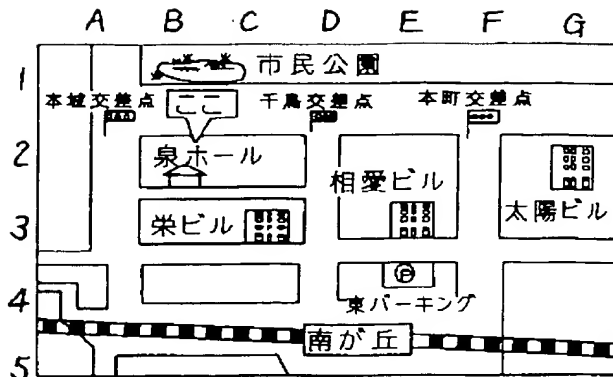 A B C D E F G
1
市民公園
本城交差点
ここ
千鳥交差点
本町交差点
2
泉ホール
相愛ビル
3
栄ビル
太陽ビル
P
4
東パーキング
南が丘
5